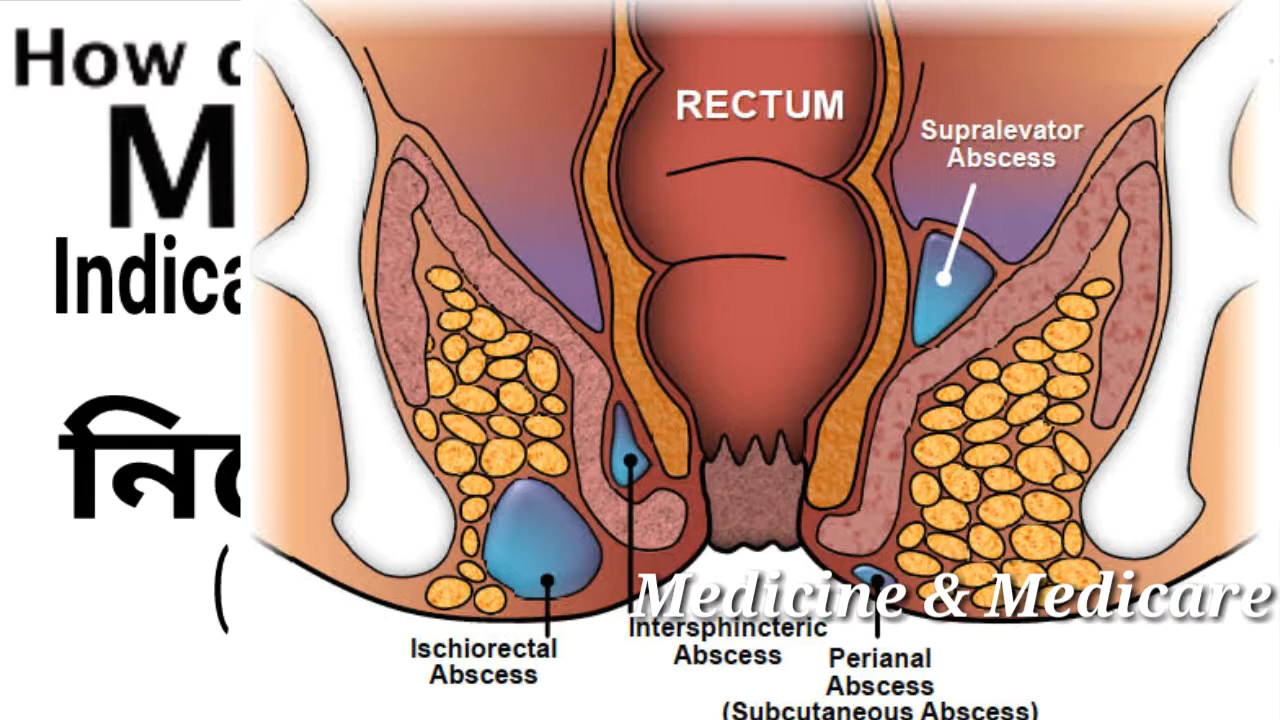 How
M
Indica
RECTUM
Supralevator
Abscess
Medicine & Medicare
Ischiorectal
Abscess
Intersphincteric
Abscess
Perianal
Abscess
(Subcutaneous Abscess)